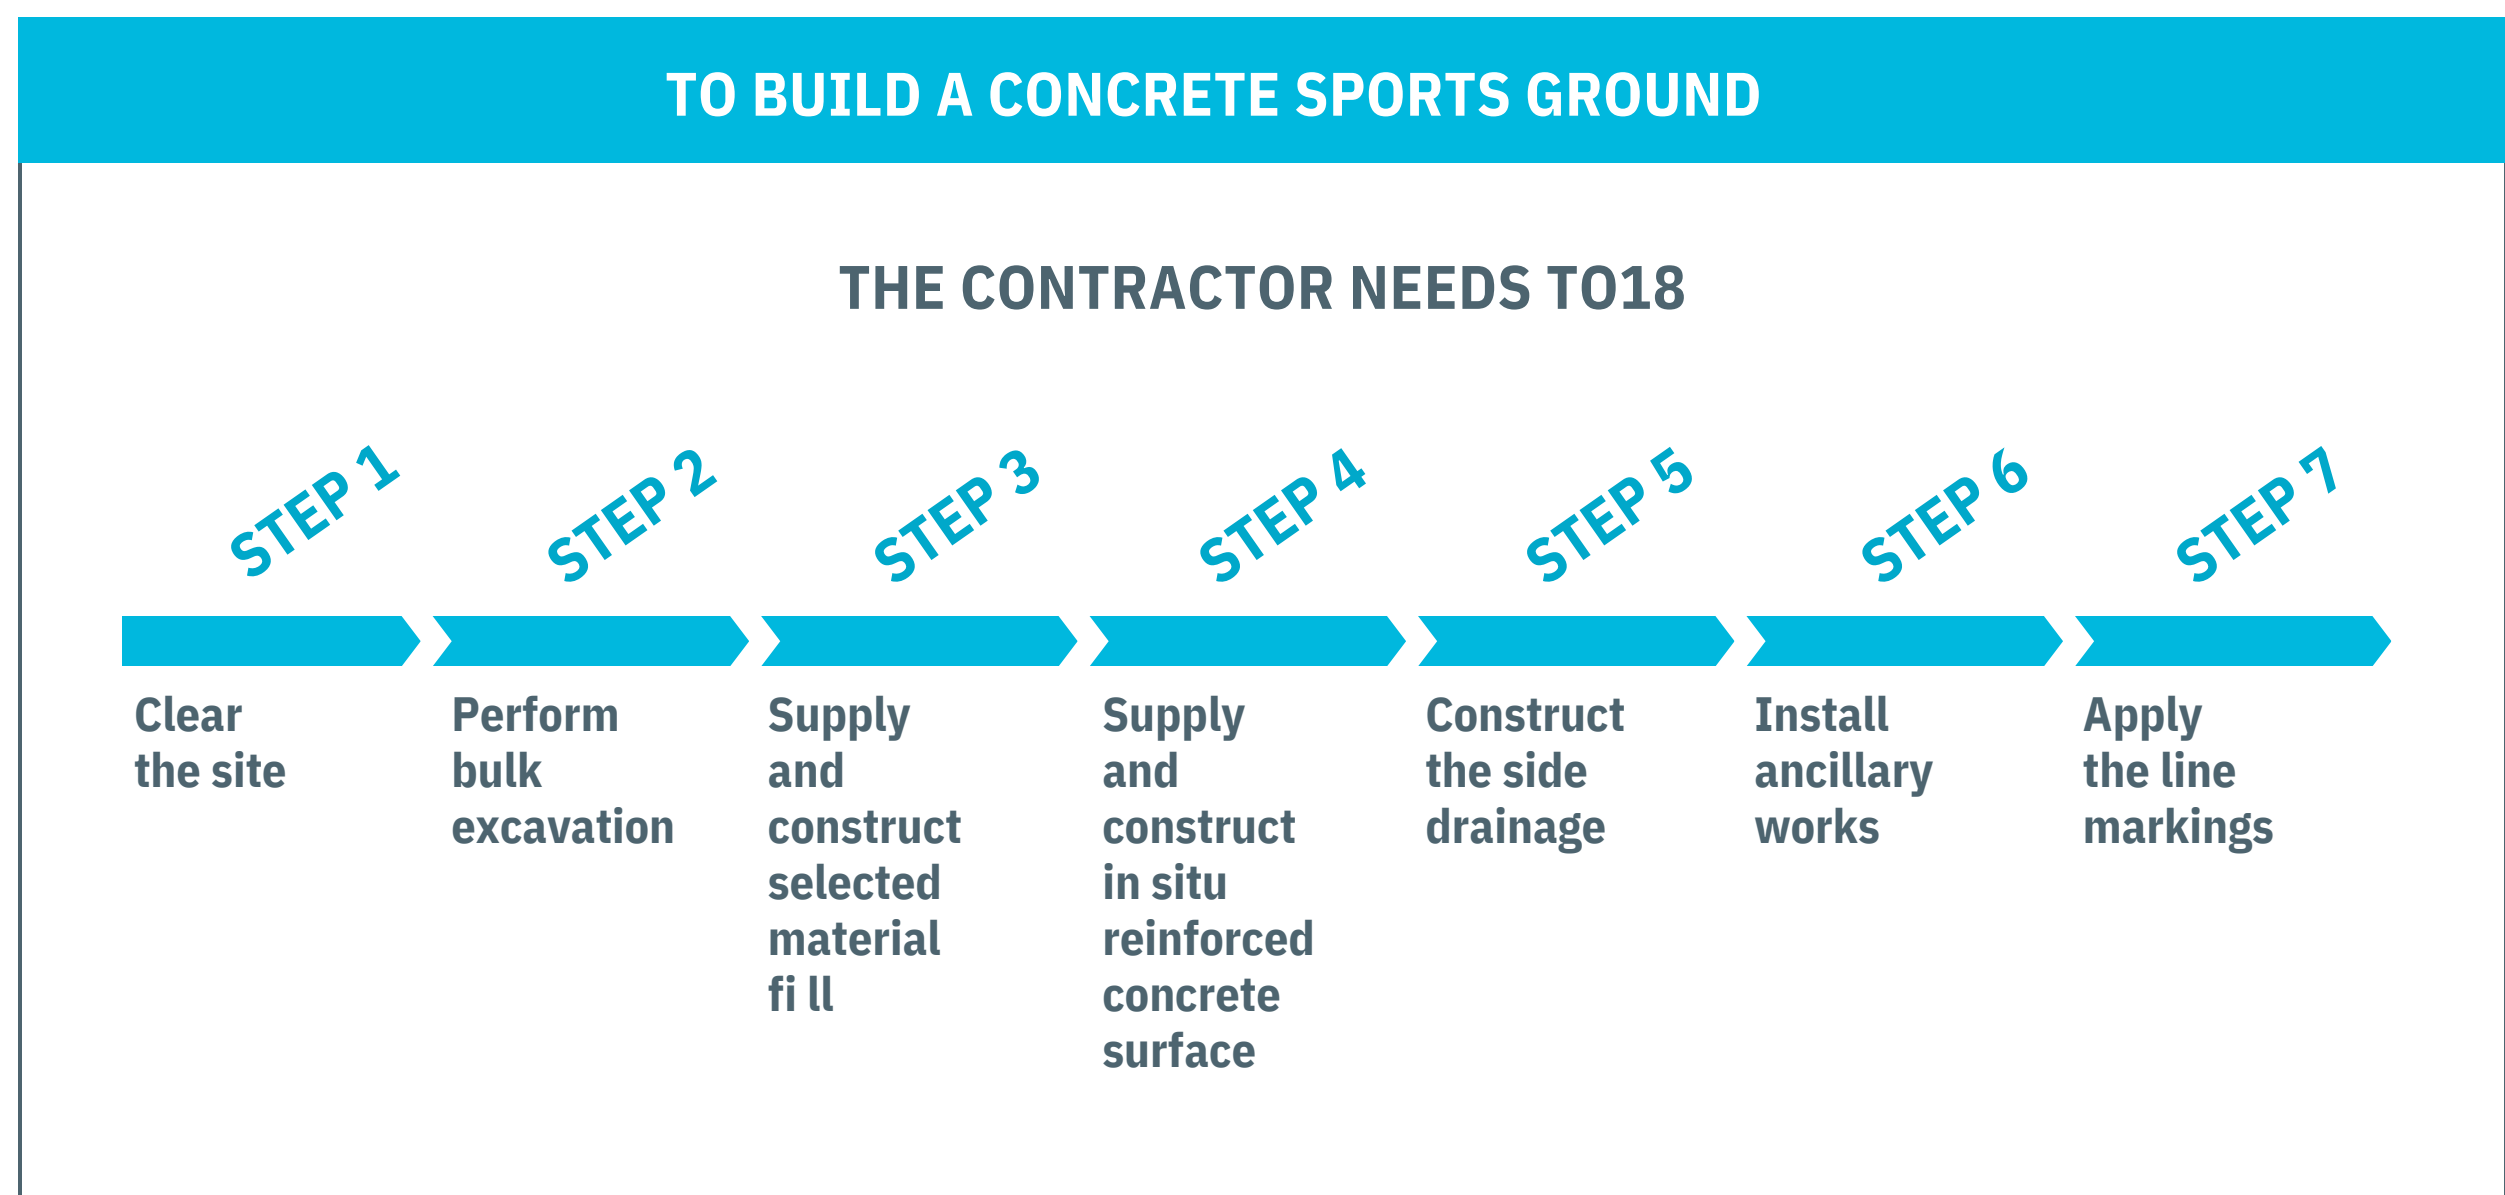 TO BUILD A CONCRETE SPORTS GROUND
THE CONTRACTOR NEEDS TO18
STEP 1
STEP 2
STEP 3
STEP 4
STEP 5
STEP 6
STEP 7
Clear
the site
Perform
bulk
excavation
Supply
and
construct
selected
material
fi ll
Supply
and
construct
in situ
reinforced
concrete
surface
Construct
the side
drainage
Install
ancillary
works
Apply
the line
markings